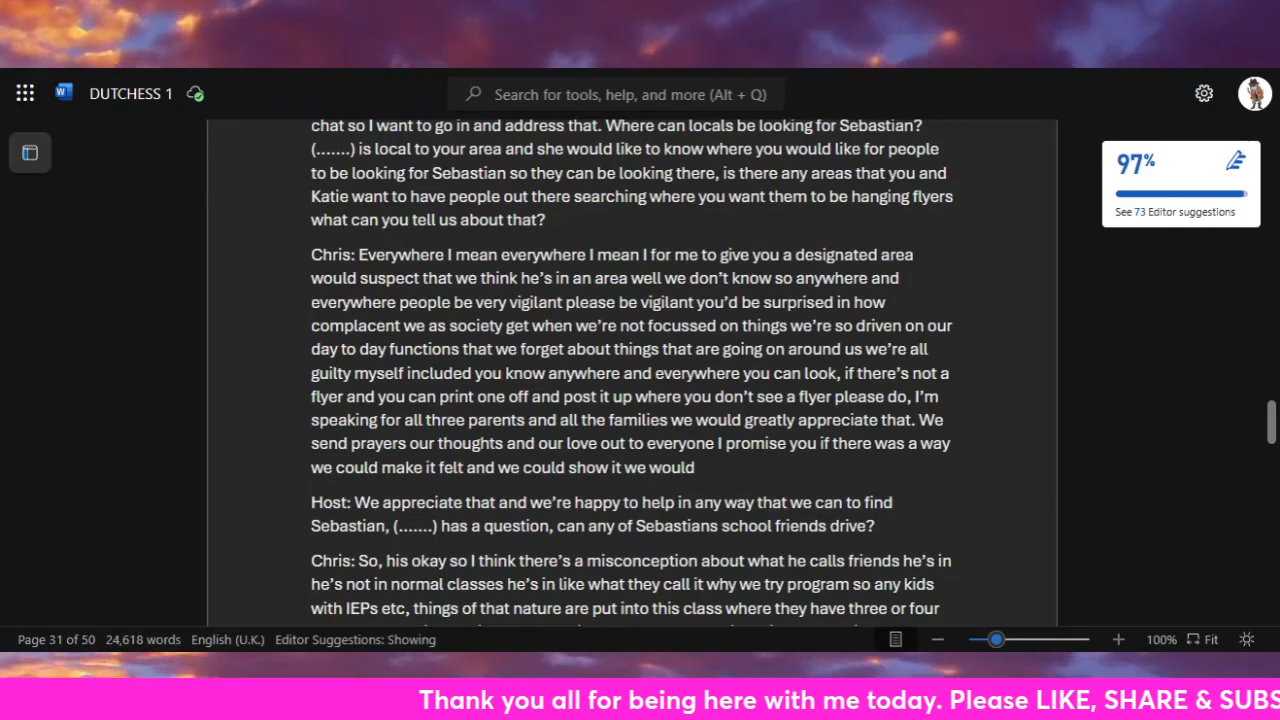 DUTCHESS 1
Search for tools, help, and more (Alt + Q)
chat so I want to go in and address that. Where can locals be looking for Sebastian?
(.......) is local to your area and she would like to know where you would like for people
to be looking for Sebastian so they can be looking there, is there any areas that you and
Katie want to have people out there searching where you want them to be hanging flyers
what can you tell us about that?
Chris: Everywhere I mean everywhere I mean I for me to give you a designated area
would suspect that we think he’s in an area well we don’t know so anywhere and
everywhere people be very vigilant please be vigilant you’d be surprised in how
complacent we as society get when we’re not focussed on things we’re so driven on our
day to day functions that we forget about things that are going on around us we’re all
guilty myself included you know anywhere and everywhere you can look, if there’s not a
flyer and you can print one off and post it up where you don’t see a flyer please do, I’m
speaking for all three parents and all the families we would greatly appreciate that. We
send prayers our thoughts and our love out to everyone I promise you if there was a way
we could make it felt and we could show it we would
Host: We appreciate that and we’re happy to help in any way that we can to find
Sebastian, (.......) has a question, can any of Sebastians school friends drive?
Chris: So, his okay so I think there’s a misconception about what he calls friends he’s in
he’s not in normal classes he’s in like what they call it why we try program so any kids
with IEPs etc, things of that nature are put into this class where they have three or four
97%
See 73 Editor suggestions
Page 31 of 50 24,618 words English (U.K.) Editor Suggestions: Showing
100% Fit
Thank you all for being here with me today. Please LIKE, SHARE & SUBS